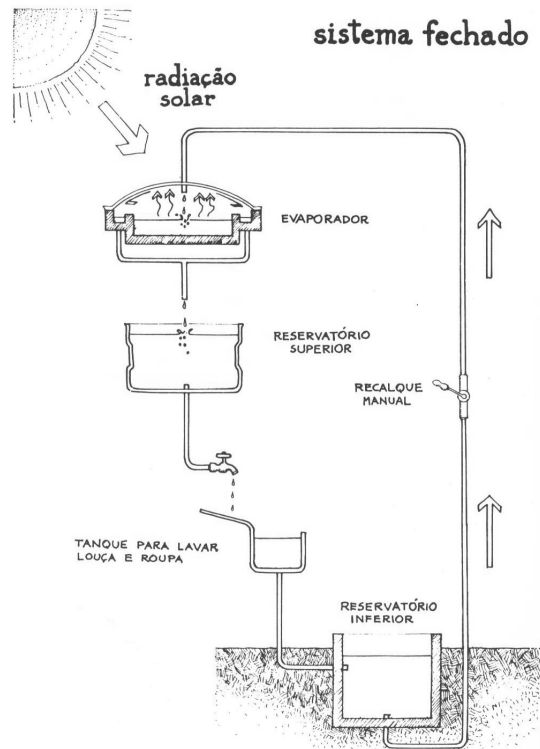 sistema fechado
radiação
solar
EVAPORADOR
RESERVATÓRIO
SUPERIOR
RECALQUE
MANUAL
TANQUE PARA LAVAR
LOUÇA E ROUPA
RESERVATÓRIO
INFERIOR